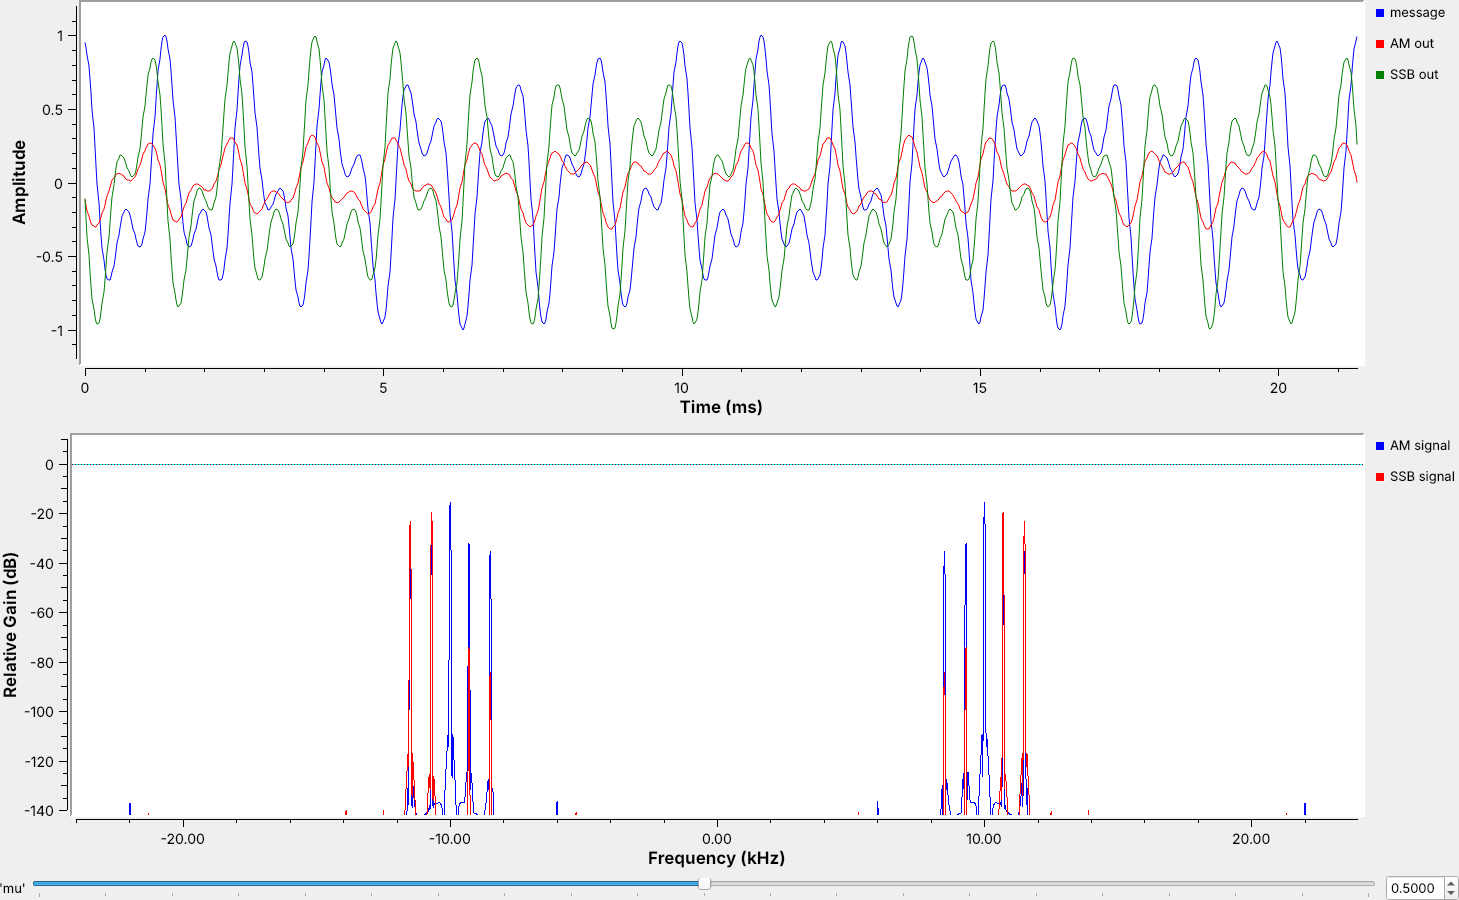 message
AM out
SSB out
1
0.5
0
-0.5
-1
Amplitude
0 5 10 15 20
Time (ms)
AM signal
SSB signal
0
-20
-40
-60
-80
-100
-120
-140
Relative Gain (dB)
-20.00 -10.00 0.00 10.00 20.00
Frequency (kHz)
'mu' 0.5000